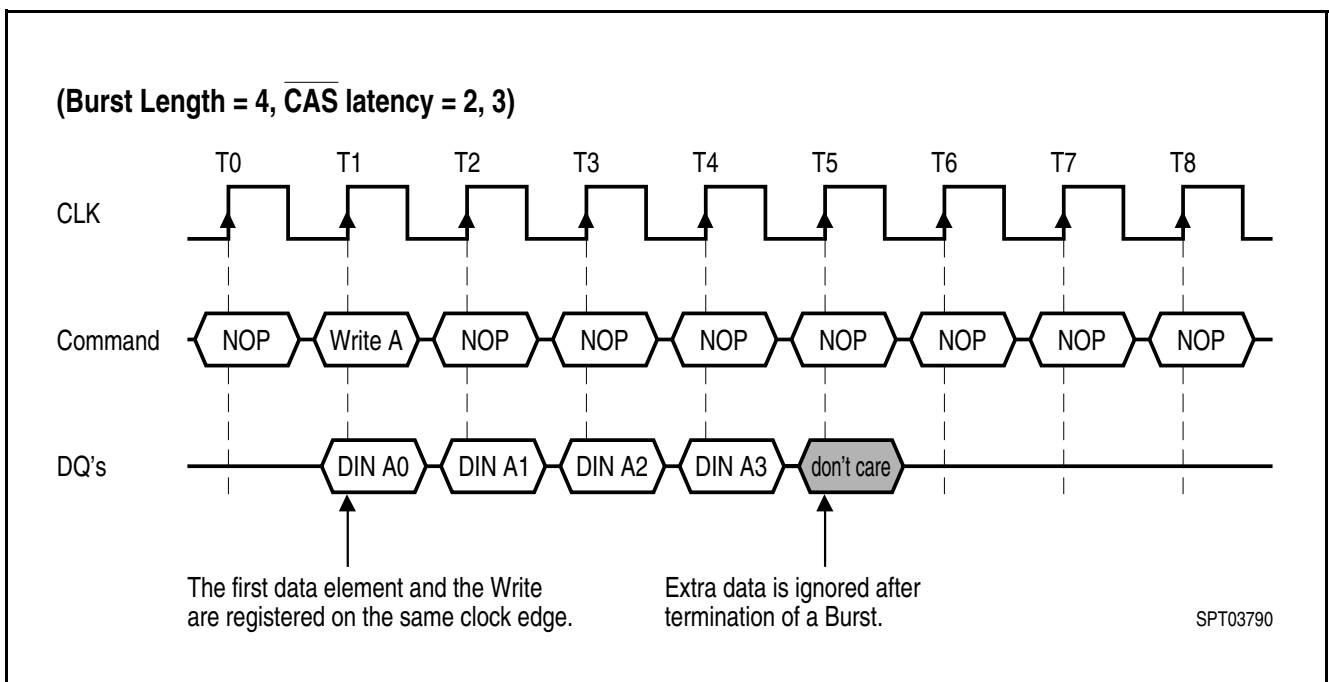 (Burst Length = 4, CAS latency = 2, 3)
T0 T1 T2 T3 T4 T5 T6 T7 T8
CLK
Command NOP Write A NOP NOP NOP NOP NOP NOP NOP
DQ's DIN A0 DIN A1 DIN A2 DIN A3 don't care
The first data element and the Write
are registered on the same clock edge.
Extra data is ignored after
termination of a Burst.
SPT03790